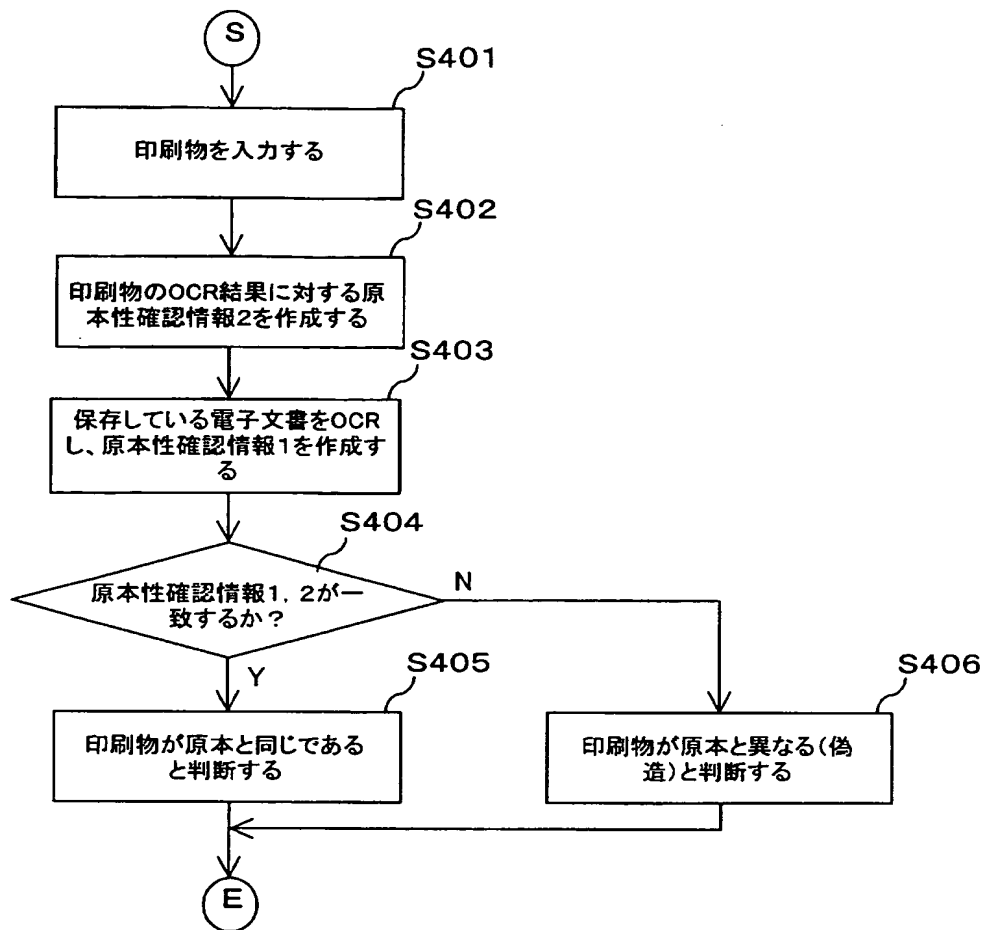 S
S401
印刷物を入力する
S402
印刷物のOCR結果に対する原
本性確認情報2を作成する
S403
保存している電子文書をOCR
し、原本性確認情報1を作成す
る
S404
原本性確認情報1,2が一
致するか?
N
Y
S405
印刷物が原本と同じである
と判断する
S406
印刷物が原本と異なる(偽
造)と判断する
E